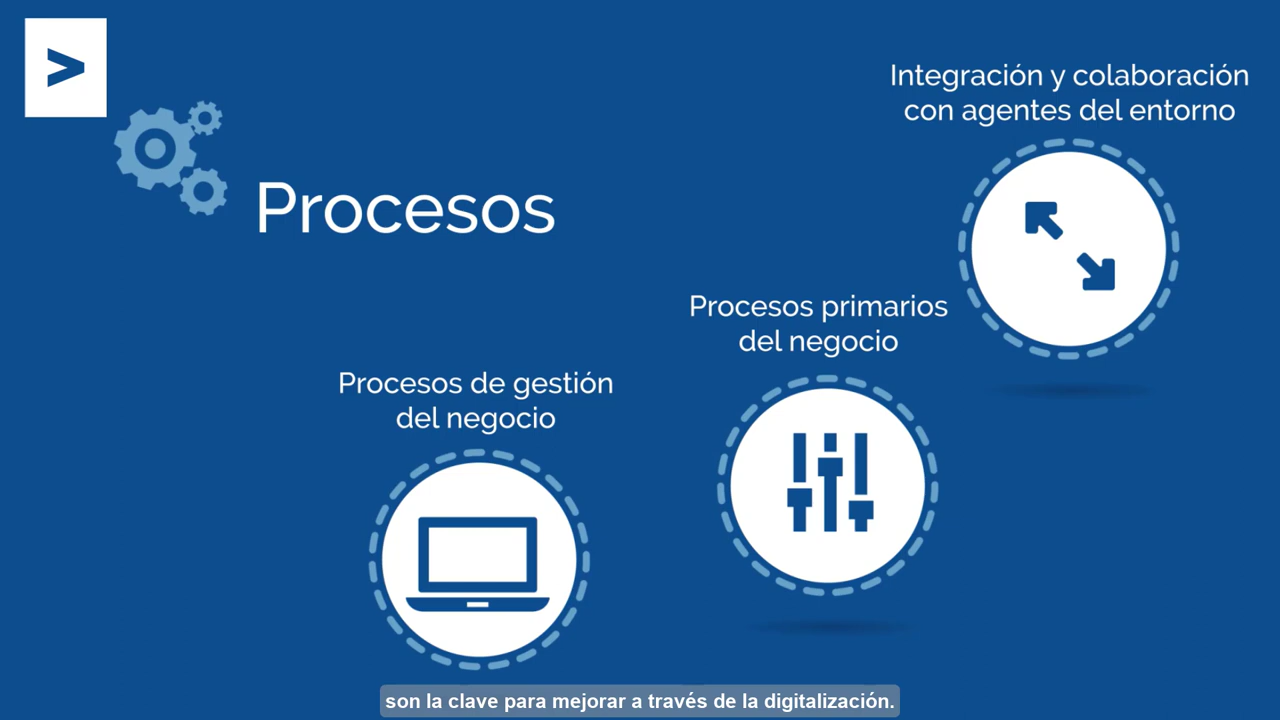 >
Procesos
Integración y colaboración
con agentes del entorno
Procesos primarios
del negocio
Procesos de gestión
del negocio
son la clave para mejorar a través de la digitalización.